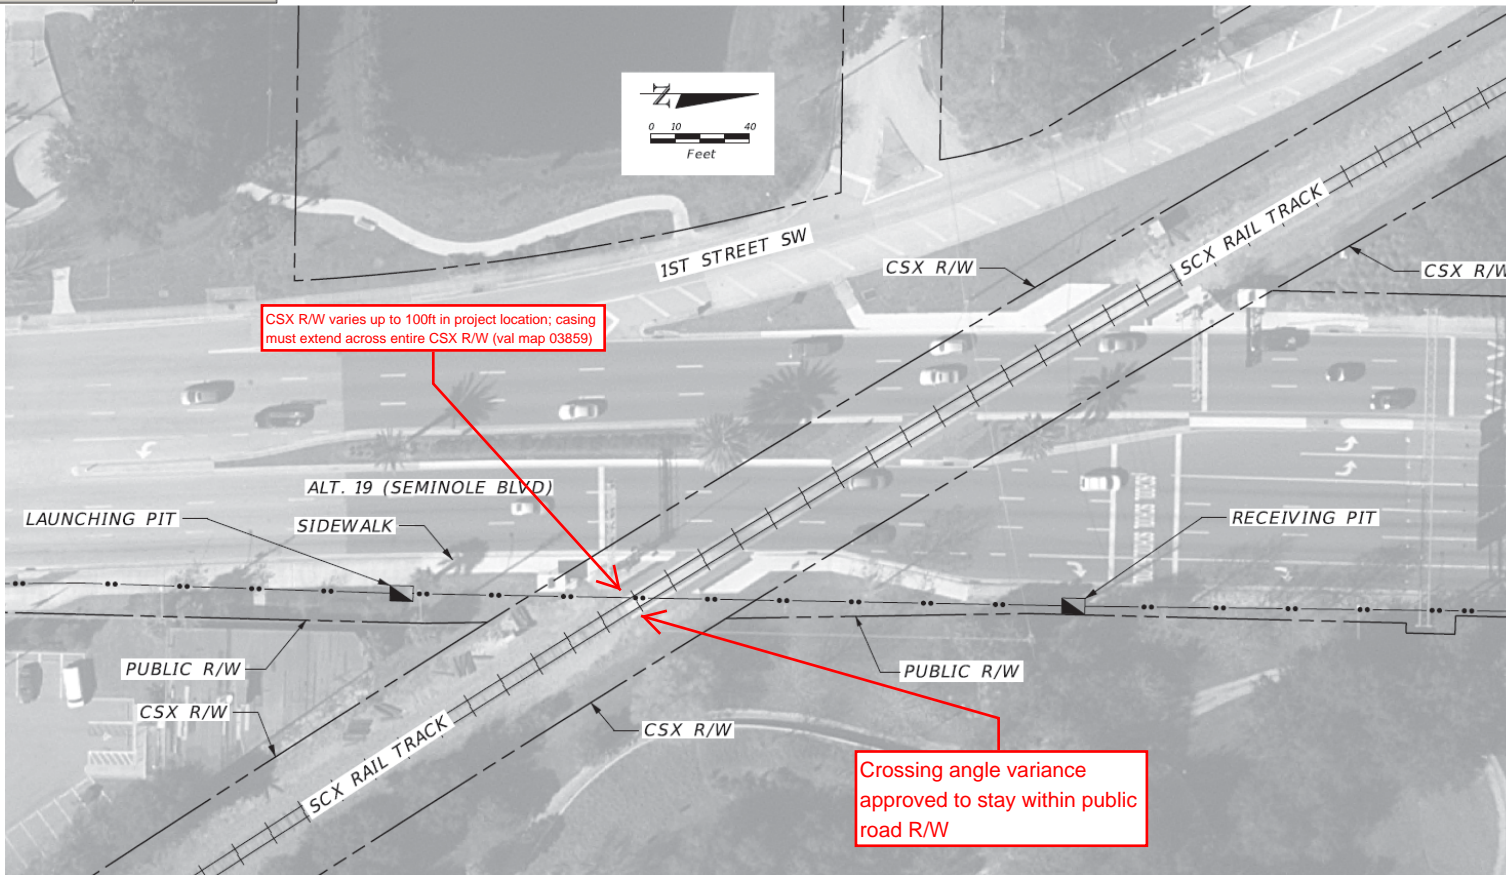 N
0 10 40
Feet
1ST STREET SW
CSX R/W
SCX RAIL TRACK
CSX R/W
CSX R/W varies up to 100ft in project location; casing
must extend across entire CSX R/W (val map 03859)
ALT. 19 (SEMINOLE BLVD)
LAUNCHING PIT
SIDEWALK
RECEIVING PIT
PUBLIC R/W
PUBLIC R/W
CSX R/W
CSX R/W
SCX RAIL TRACK
Crossing angle variance
approved to stay within public
road R/W